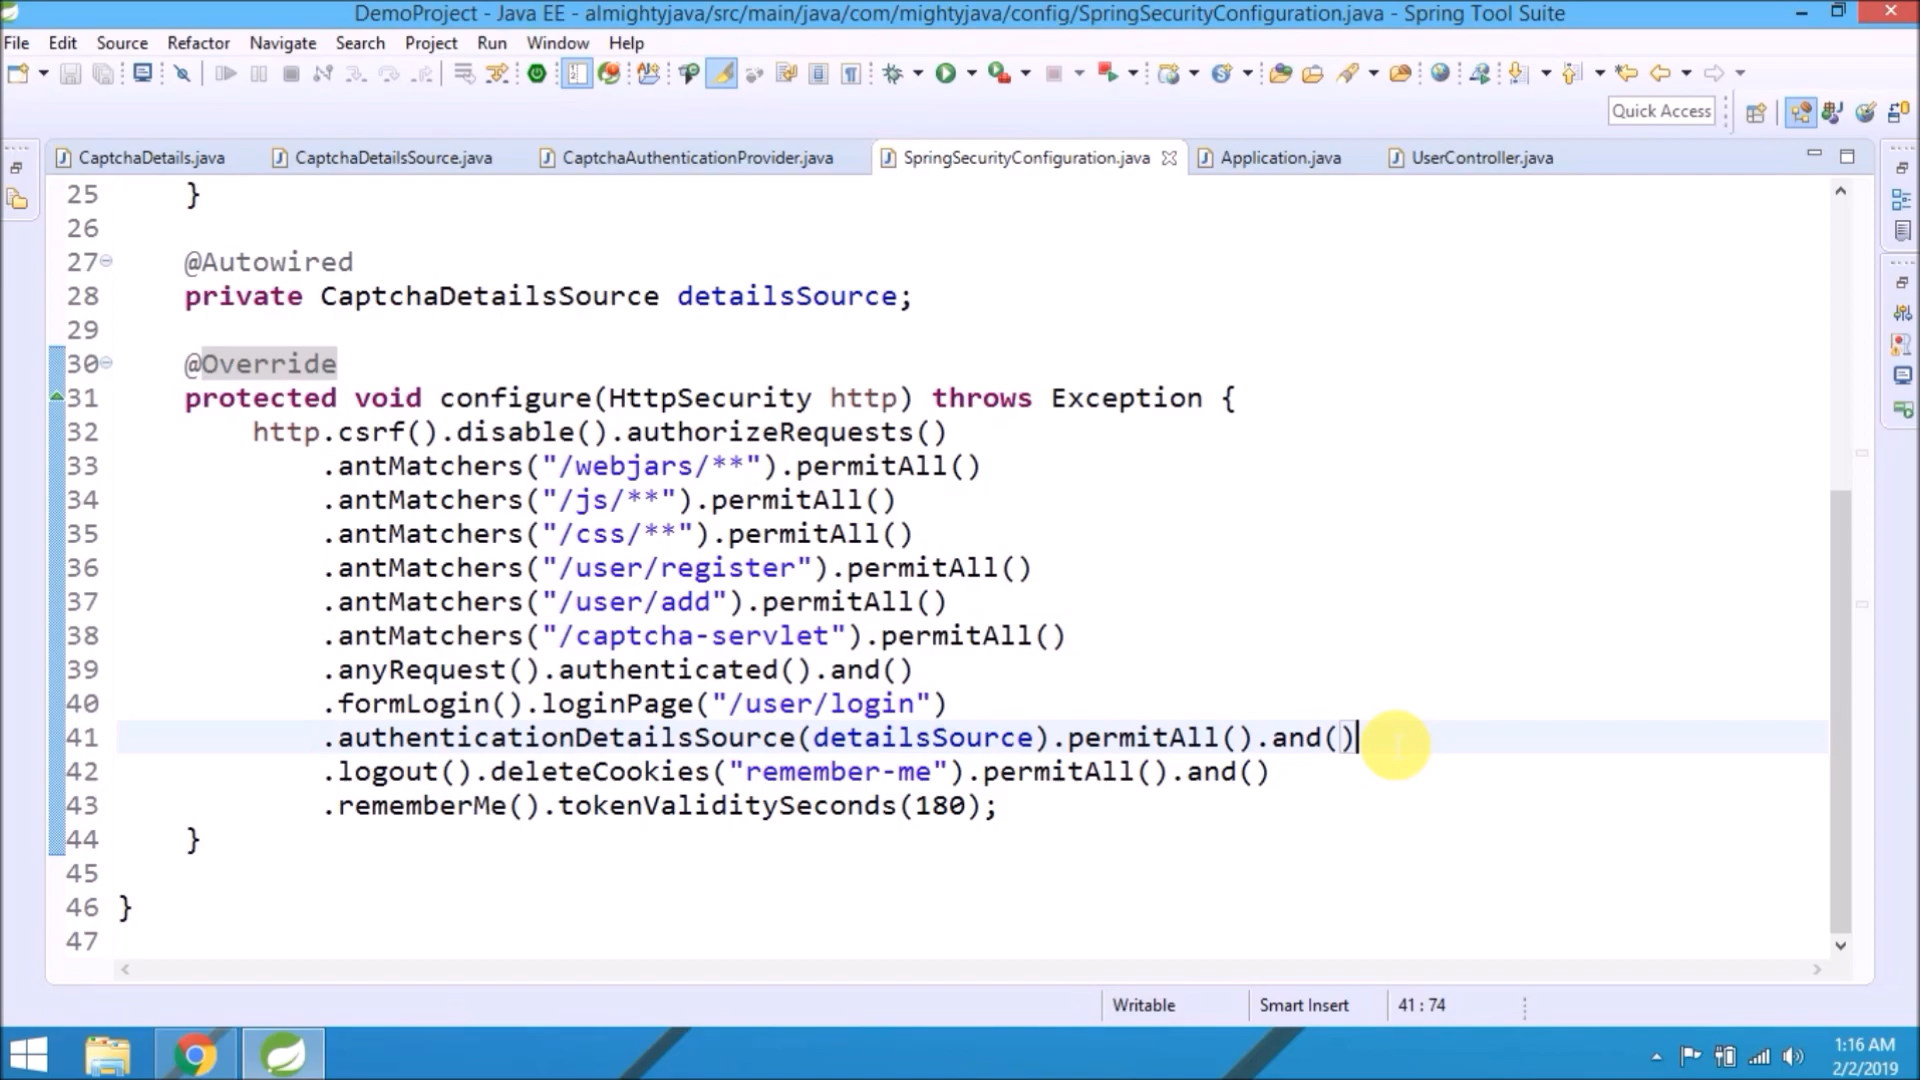 DemoProject - Java EE - almightyjava/src/main/java/com/mightyjava/config/SpringSecurityConfiguration.java - Spring Tool Suite
File Edit Source Refactor Navigate Search Project Run Window Help
Quick Access
CaptchaDetails.java CaptchaDetailsSource.java CaptchaAuthenticationProvider.java SpringSecurityConfiguration.java Application.java UserController.java
25 }
26
27 @Autowired
28 private CaptchaDetailsSource detailsSource;
29
30 @Override
31 protected void configure(HttpSecurity http) throws Exception {
32 http.csrf().disable().authorizeRequests()
33 .antMatchers("/webjars/**").permitAll()
34 .antMatchers("/js/**").permitAll()
35 .antMatchers("/css/**").permitAll()
36 .antMatchers("/user/register").permitAll()
37 .antMatchers("/user/add").permitAll()
38 .antMatchers("/captcha-servlet").permitAll()
39 .anyRequest().authenticated().and()
40 .formLogin().loginPage("/user/login")
41 .authenticationDetailsSource(detailsSource).permitAll().and()
42 .logout().deleteCookies("remember-me").permitAll().and()
43 .rememberMe().tokenValiditySeconds(180);
44 }
45
46 }
47
Writable Smart Insert 41 : 74
1:16 AM
2/2/2019